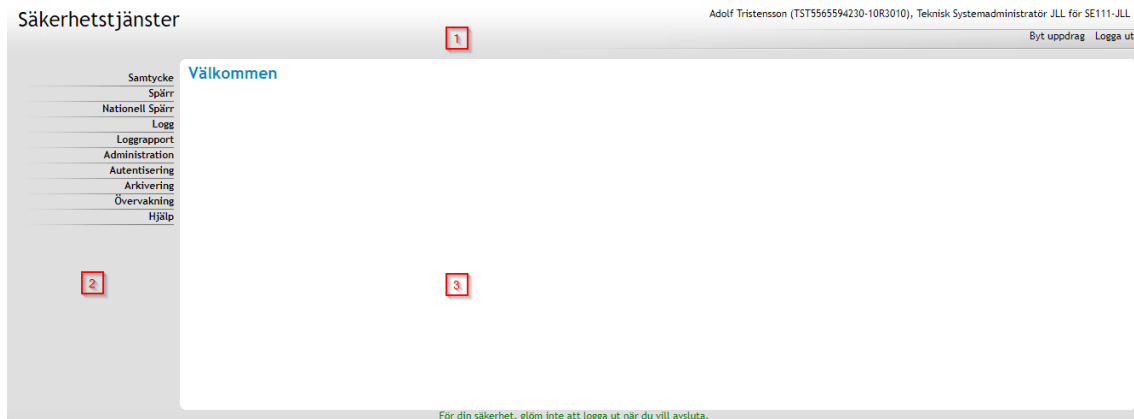 Säkerhetstjänster
Adolf Tristensson (TST5565594230-10R3010), Teknisk Systemadministratör JLL för SE111-JLL
1
Byt uppdrag Logga ut
Samtycke
Spärr
Nationell Spärr
Logg
Loggrapport
Administration
Autentisering
Arkivering
Övervakning
Hjälp
Välkommen
2
3
För din säkerhet, glöm inte att logga ut när du vill avsluta.